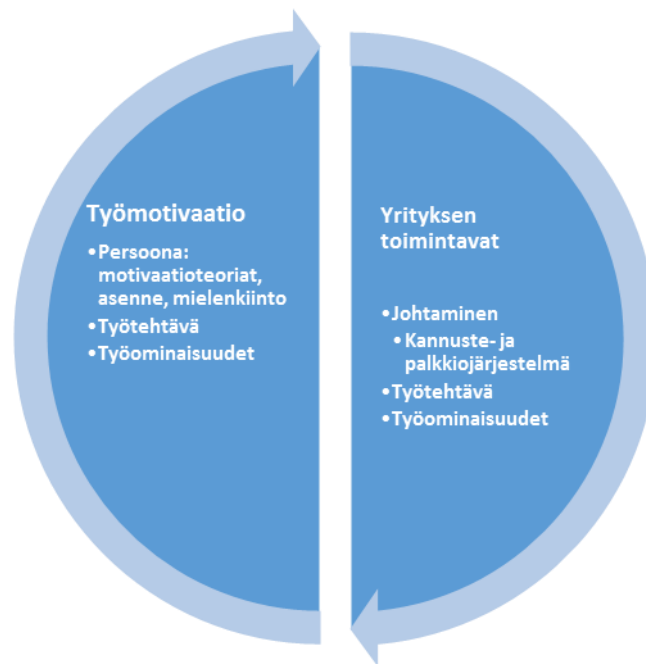 Työmotivaatio
•Persoona:
motivaatioteoriat,
asenne, mielenkiinto
•Työtehtävä
•Työominaisuudet
Yrityksen
toimintavat
•Johtaminen
•Kannuste- ja
palkkiojärjestelmä
•Työtehtävä
•Työominaisuudet